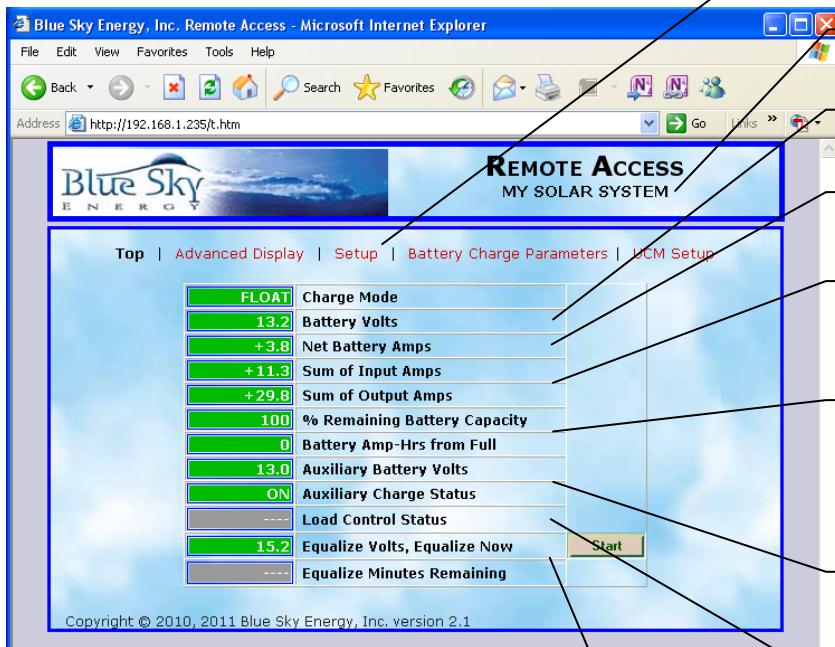 Blue Sky Energy, Inc. Remote Access - Microsoft Internet Explorer
File Edit View Favorites Tools Help
Back Search Favorites
Address http://192.168.1.235/t.htm Go Links »
Blue Sky
ENERGY
REMOTE ACCESS
MY SOLAR SYSTEM
Top | Advanced Display | Setup | Battery Charge Parameters | UCM Setup
FLOAT Charge Mode
13.2 Battery Volts
+3.8 Net Battery Amps
+11.3 Sum of Input Amps
+29.8 Sum of Output Amps
100 % Remaining Battery Capacity
0 Battery Amp-Hrs from Full
13.0 Auxiliary Battery Volts
ON Auxiliary Charge Status
---- Load Control Status
15.2 Equalize Volts, Equalize Now Start
---- Equalize Minutes Remaining
Copyright © 2010, 2011 Blue Sky Energy, Inc. version 2.1